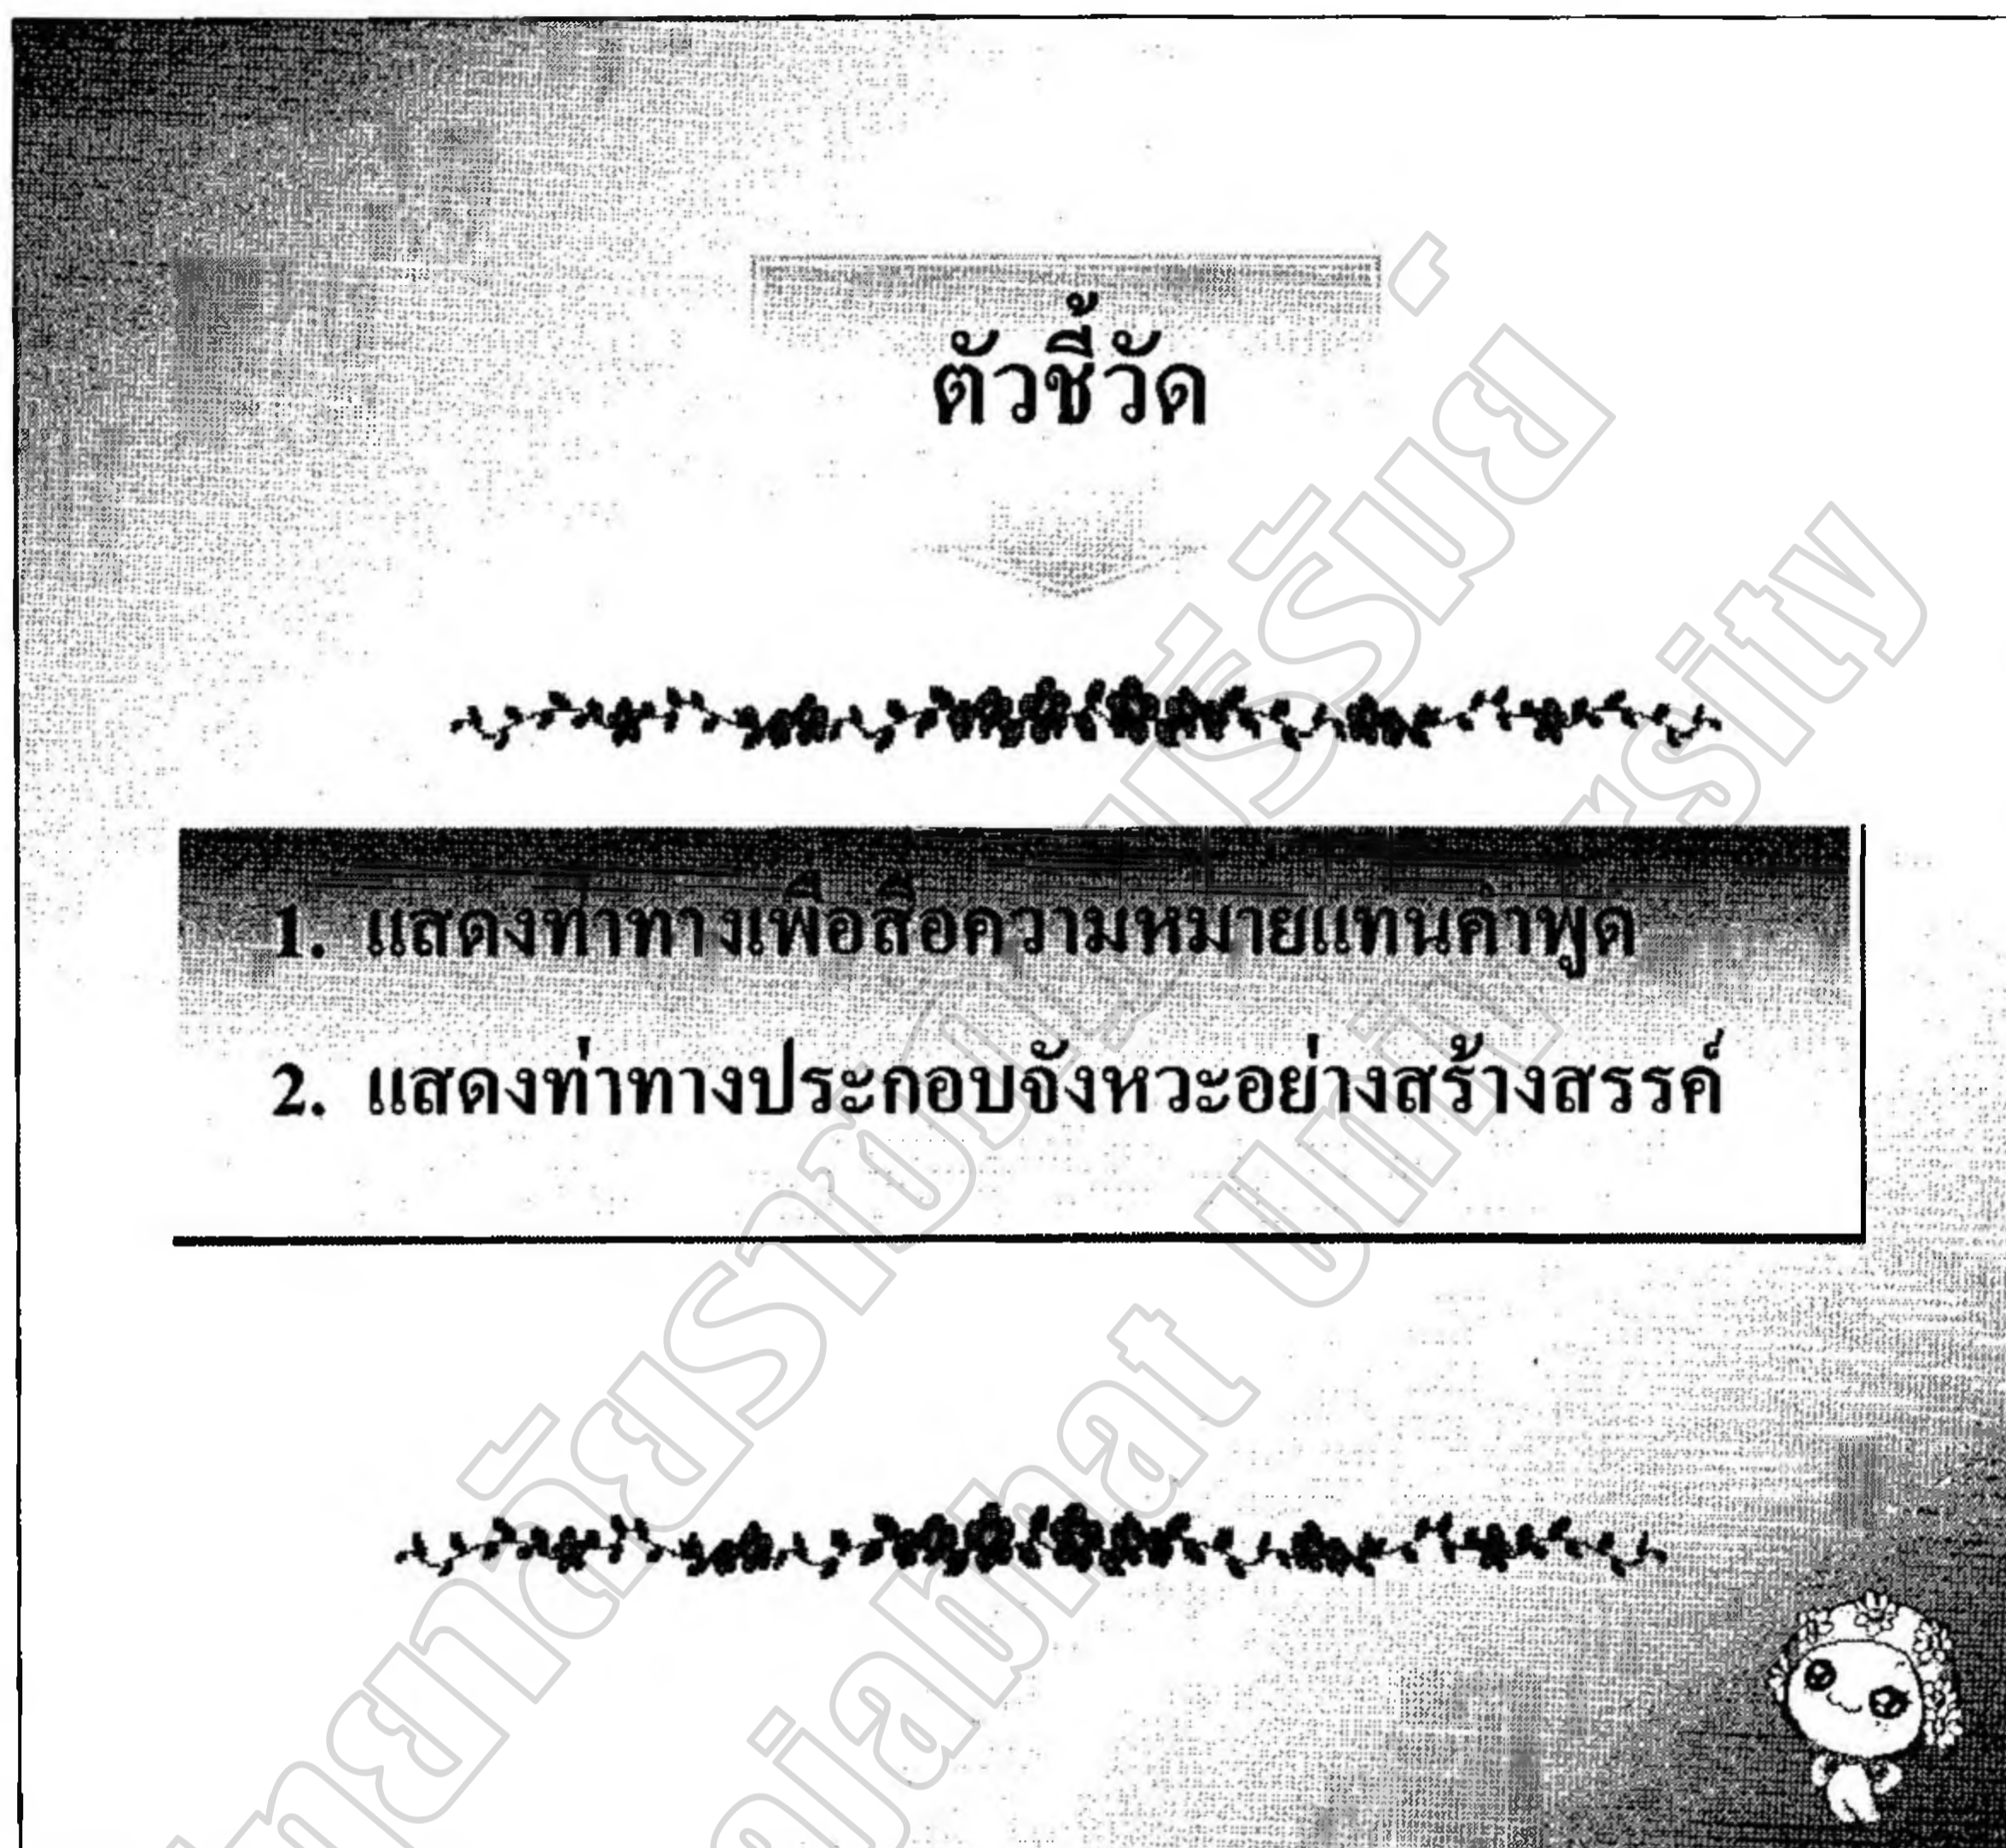 ตัวชี้วัด
1. แสดงท่าทางเพื่อสื่อความหมายแทนคำพูด
2. แสดงท่าทางประกอบจังหวะอย่างสร้างสรรค์